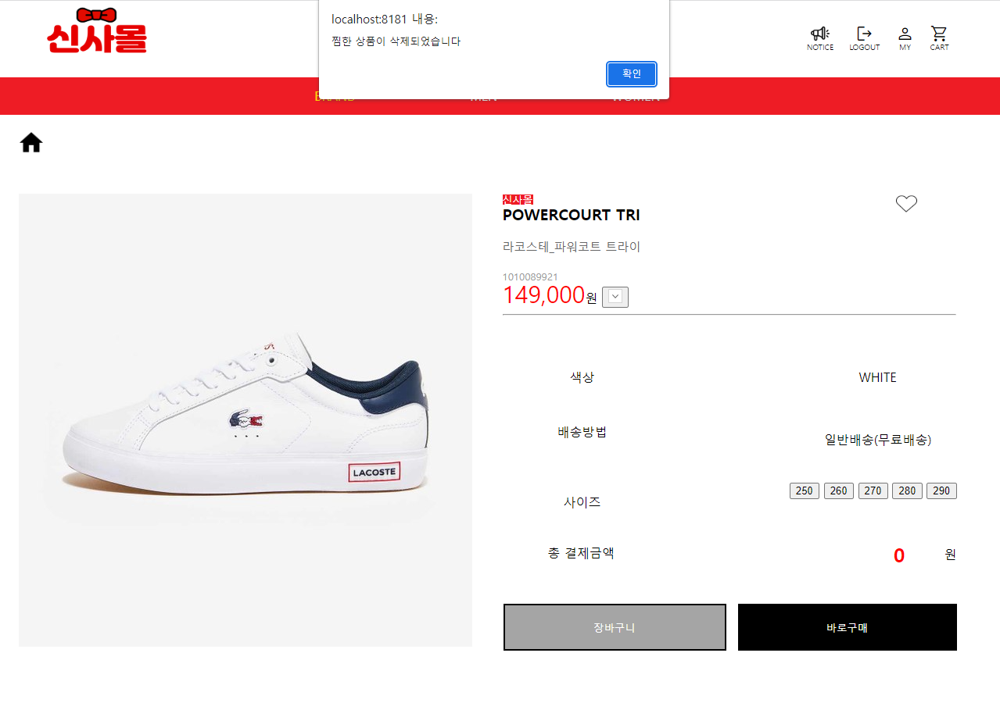 신사몰
localhost:8181 내용:
찜한 상품이 삭제되었습니다
확인
NOTICE LOGOUT MY CART
BRAND MEN WOMEN
신사몰
POWERCOURT TRI
라코스테_파워코트 트라이
1010089921
149,000원
색상 WHITE
배송방법 일반배송(무료배송)
사이즈 250 260 270 280 290
총 결제금액 0 원
장바구니 바로구매
LACOSTE